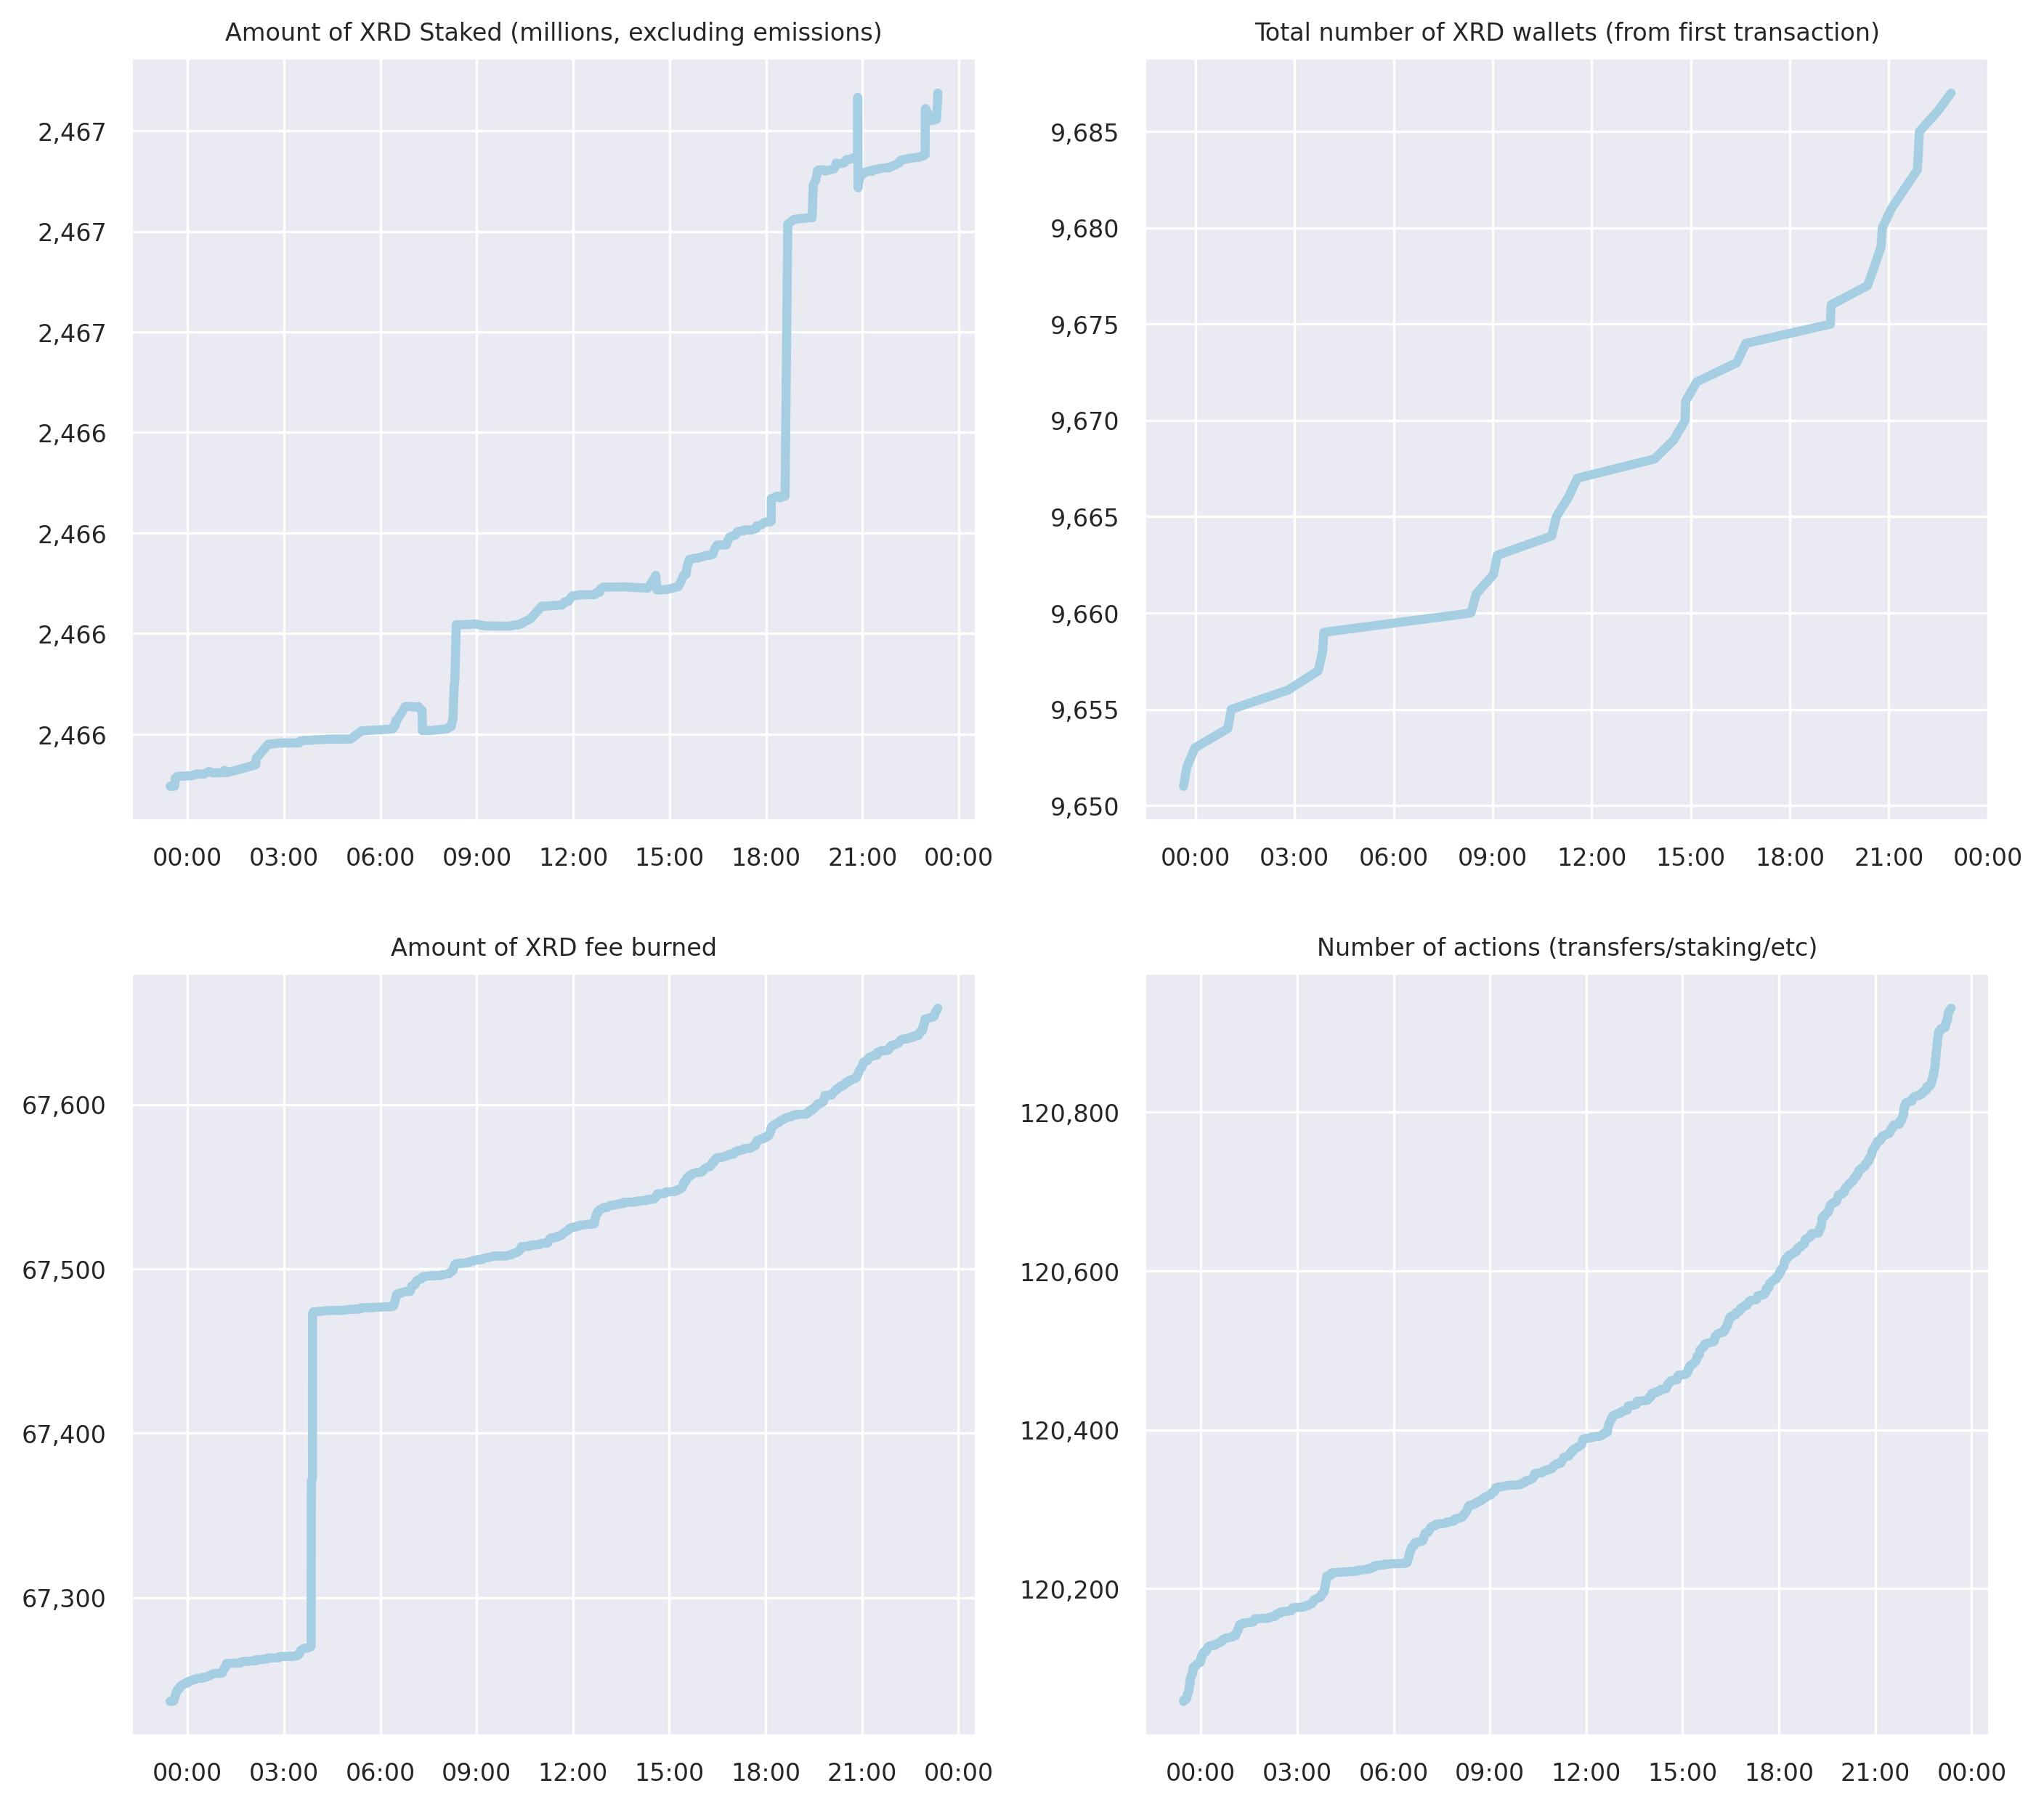 Amount of XRD Staked (millions, excluding emissions)
2,467
2,467
2,467
2,466
2,466
2,466
2,466
00:00 03:00 06:00 09:00 12:00 15:00 18:00 21:00 00:00
Total number of XRD wallets (from first transaction)
9,685
9,680
9,675
9,670
9,665
9,660
9,655
9,650
00:00 03:00 06:00 09:00 12:00 15:00 18:00 21:00 00:00
Amount of XRD fee burned
67,600
67,500
67,400
67,300
00:00 03:00 06:00 09:00 12:00 15:00 18:00 21:00 00:00
Number of actions (transfers/staking/etc)
120,800
120,600
120,400
120,200
00:00 03:00 06:00 09:00 12:00 15:00 18:00 21:00 00:00